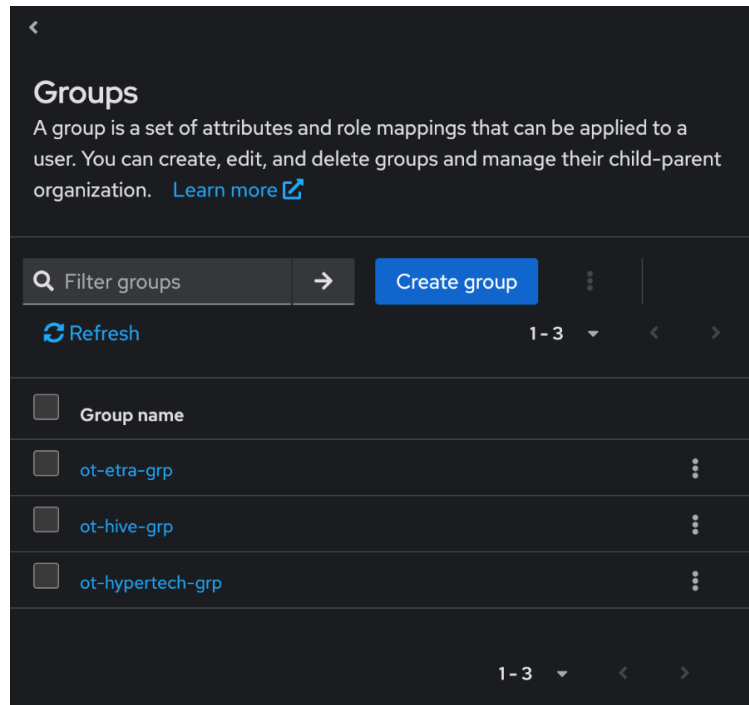 Groups
A group is a set of attributes and role mappings that can be applied to a
user. You can create, edit, and delete groups and manage their child-parent
organization. Learn more
Filter groups
Create group
Refresh
1 - 3
Group name
ot-etra-grp
ot-hive-grp
ot-hypertech-grp
1 - 3